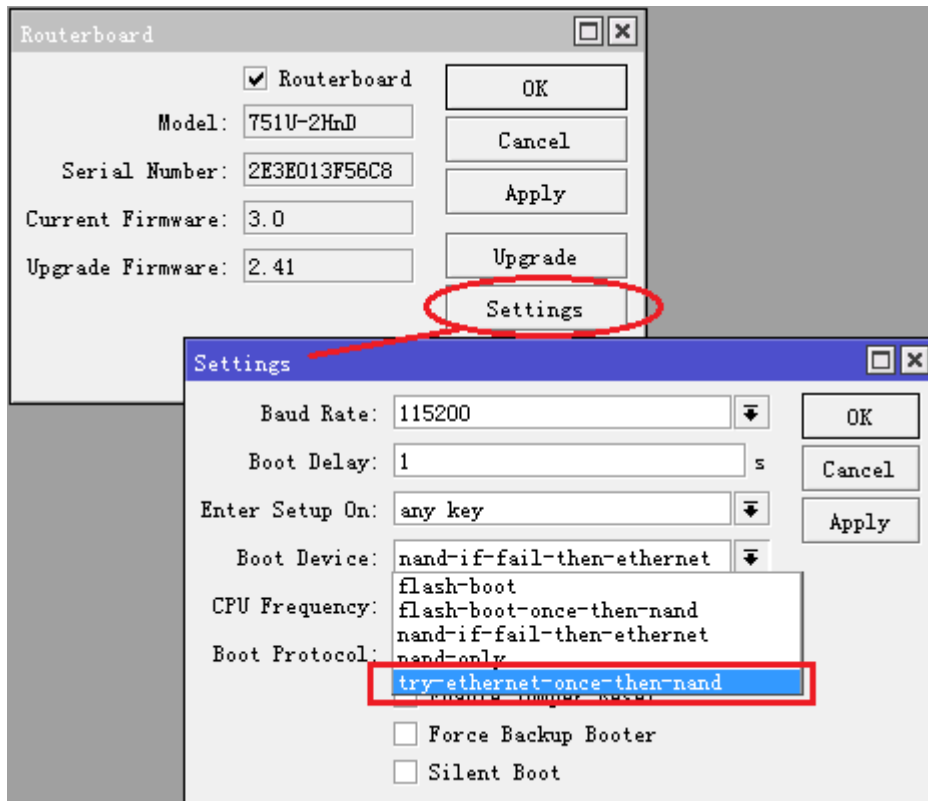 Routerboard
Routerboard
OK
Model: 751U-2HnD
Cancel
Serial Number: 2E3E013F56C8
Apply
Current Firmware: 3.0
Upgrade Firmware: 2.41
Upgrade
Settings
Settings
Baud Rate: 115200
OK
Boot Delay: 1 s
Cancel
Enter Setup On: any key
Apply
Boot Device: nand-if-fail-then-ethernet
flash-boot
CPU Frequency:
flash-boot-once-then-nand
nand-if-fail-then-ethernet
Boot Protocol:
nand-only
try-ethernet-once-then-nand
Enable Jumper Reset
Force Backup Booter
Silent Boot